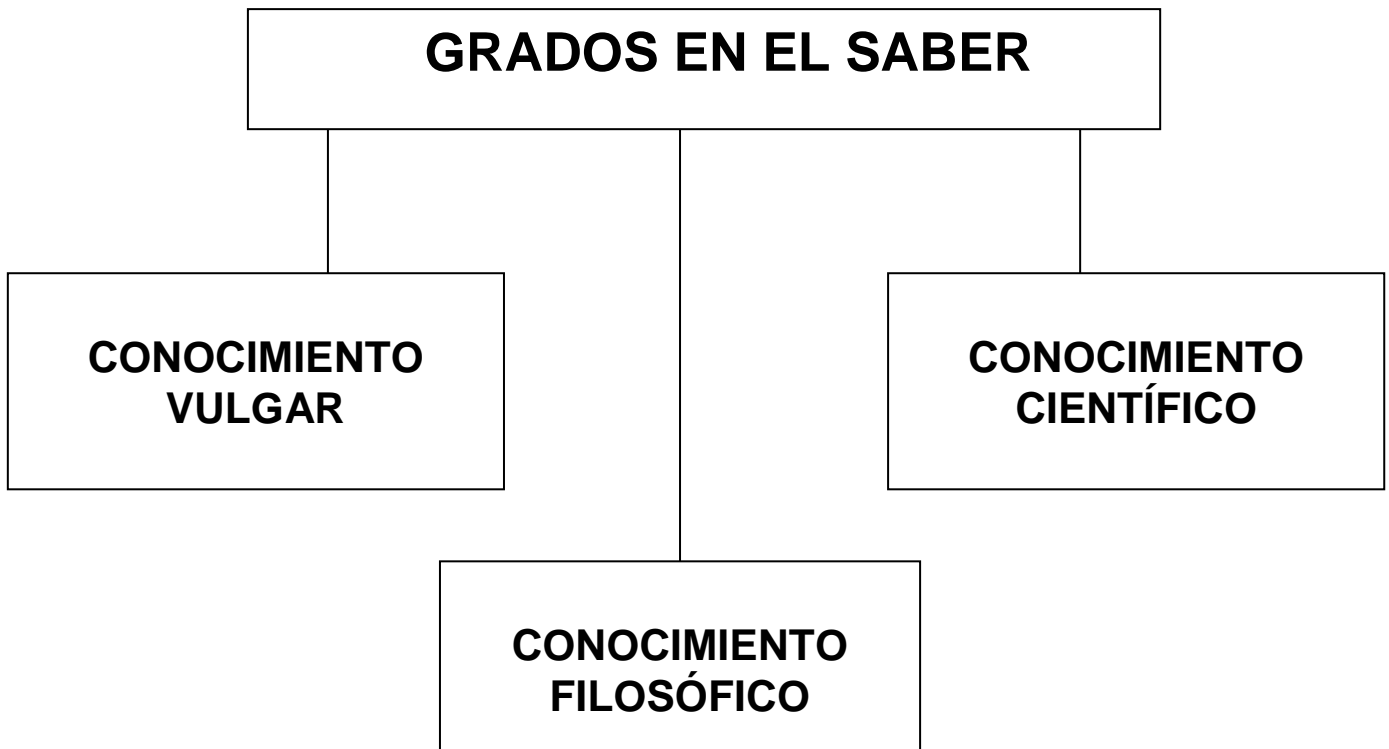 GRADOS EN EL SABER
CONOCIMIENTO
VULGAR
CONOCIMIENTO
CIENTÍFICO
CONOCIMIENTO
FILOSÓFICO